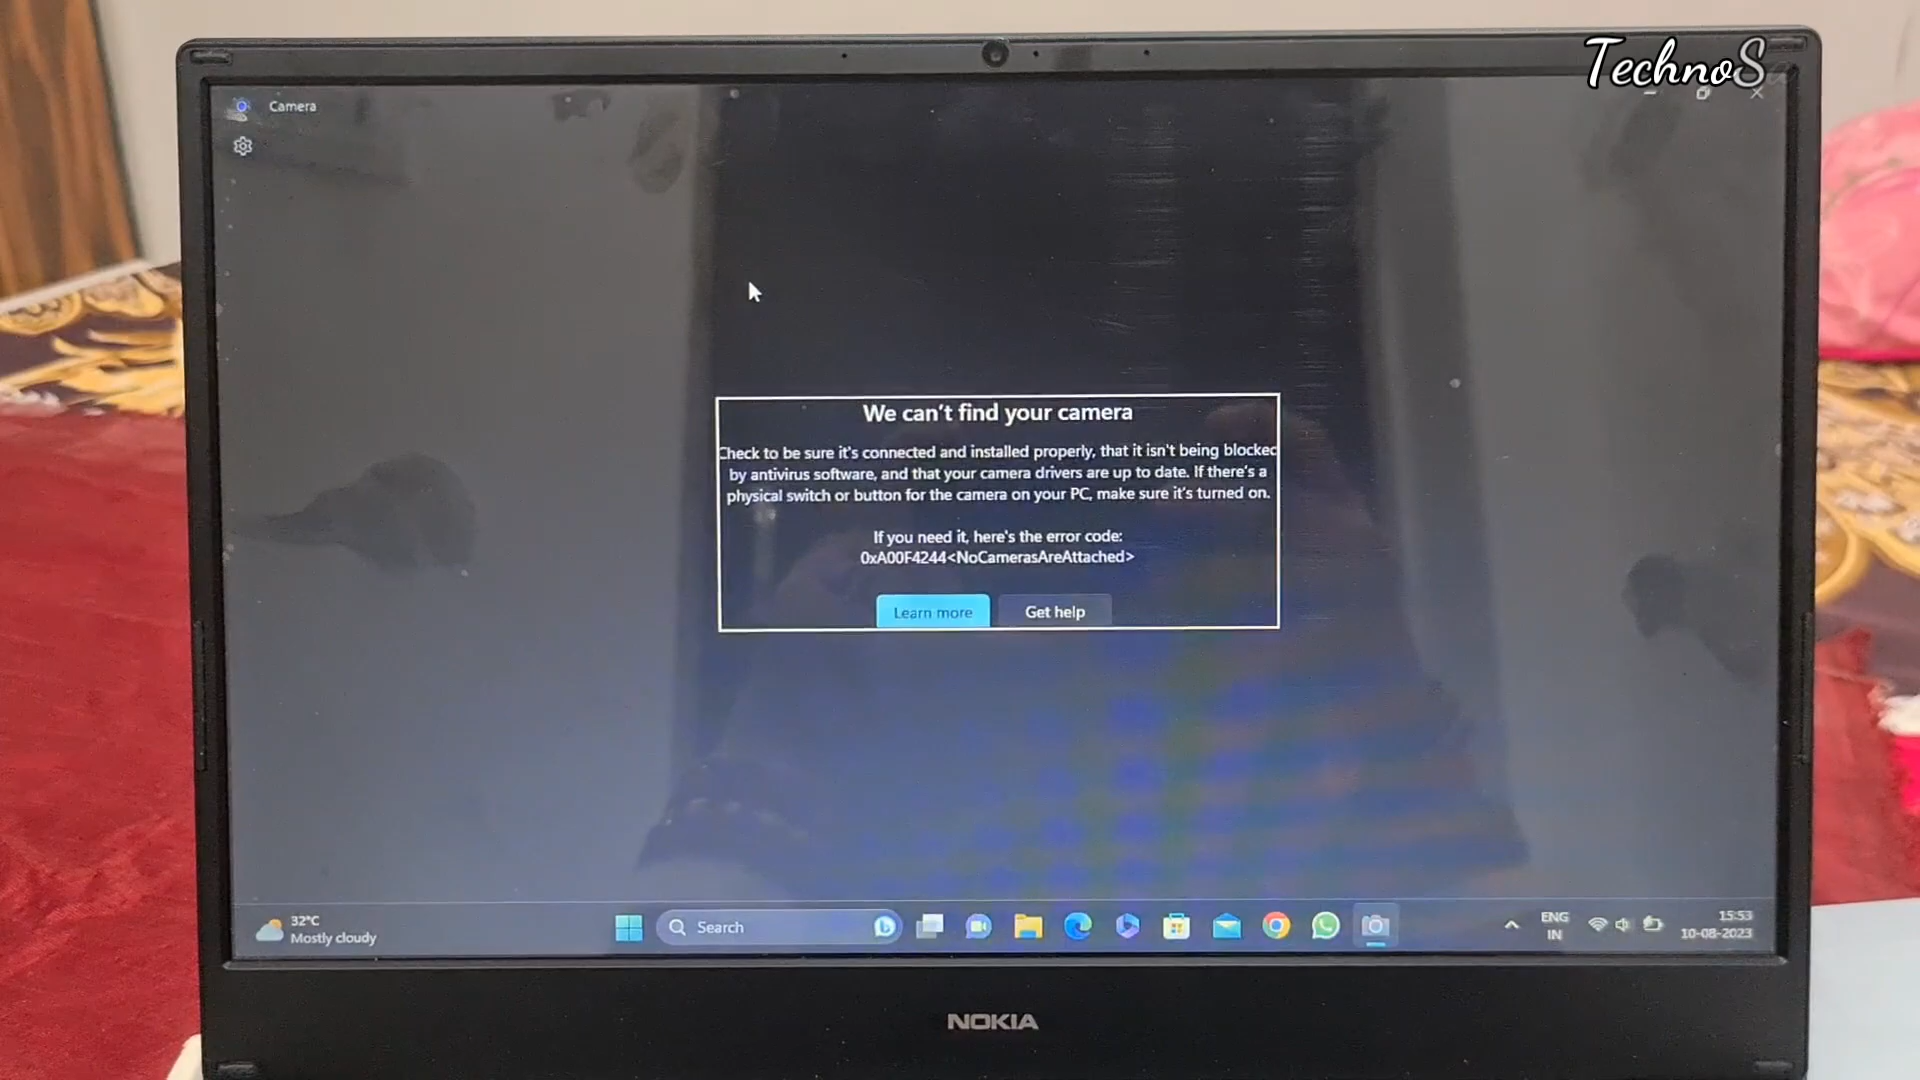 TechnoS
Camera
We can't find your camera
Check to be sure it's connected and installed properly, that it isn't being blocked
by antivirus software, and that your camera drivers are up to date. If there's a
physical switch or button for the camera on your PC, make sure it's turned on.
If you need it, here's the error code:
0xA00F4244<NoCamerasAreAttached>
Learn more
Get help
32°C
Mostly cloudy
Search
ENG
IN
15:53
10-08-2023
NOKIA